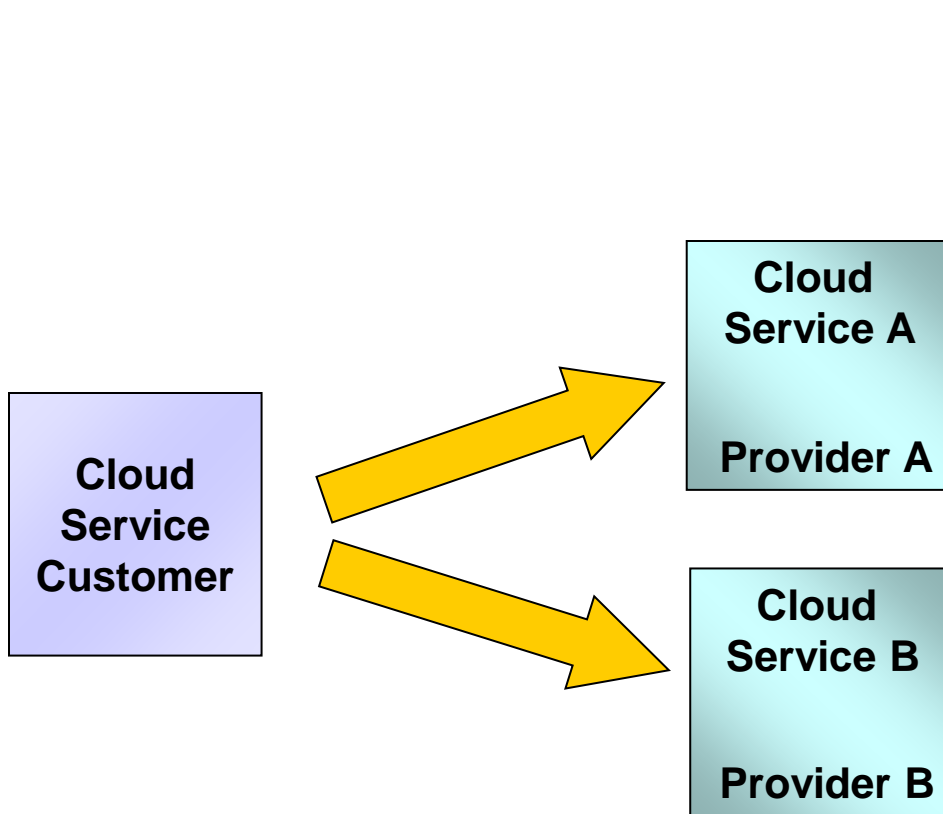 Cloud
Service A
Provider A
Cloud
Service
Customer
Cloud
Service B
Provider B